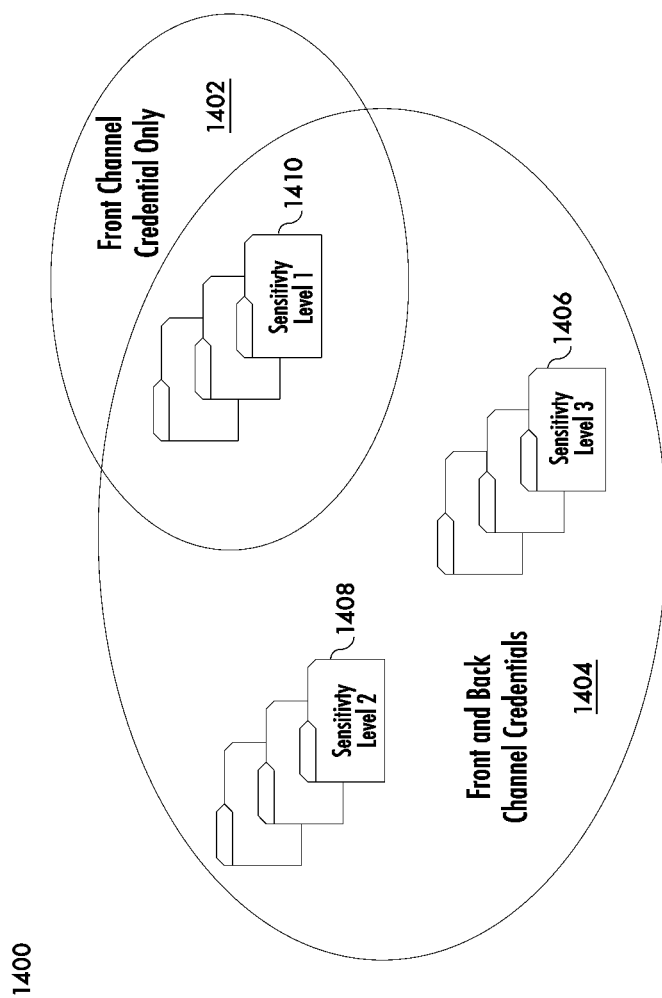 1400
Front Channel
Credential Only
1402
1410
Sensitivty
Level 1
1408
Sensitivty
Level 2
1406
Sensitivty
Level 3
Front and Back
Channel Credentials
1404